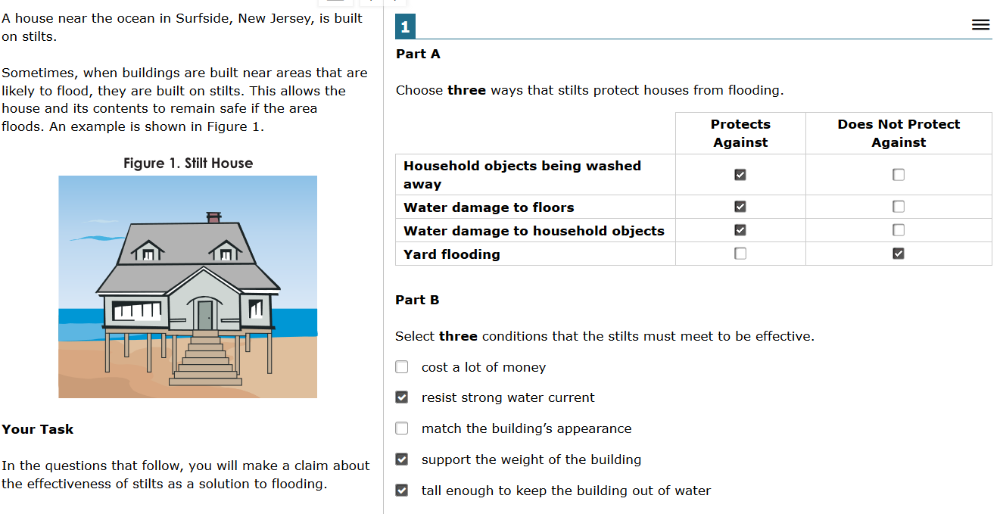 A house near the ocean in Surfside, New Jersey, is built
on stilts.
Sometimes, when buildings are built near areas that are
likely to flood, they are built on stilts. This allows the
house and its contents to remain safe if the area
floods. An example is shown in Figure 1.
Figure 1. Stilt House
Your Task
In the questions that follow, you will make a claim about
the effectiveness of stilts as a solution to flooding.
1
Part A
Choose three ways that stilts protect houses from flooding.
Protects
Against
Does Not Protect
Against
Household objects being washed
away
Water damage to floors
Water damage to household objects
Yard flooding
Part B
Select three conditions that the stilts must meet to be effective.
cost a lot of money
resist strong water current
match the building’s appearance
support the weight of the building
tall enough to keep the building out of water